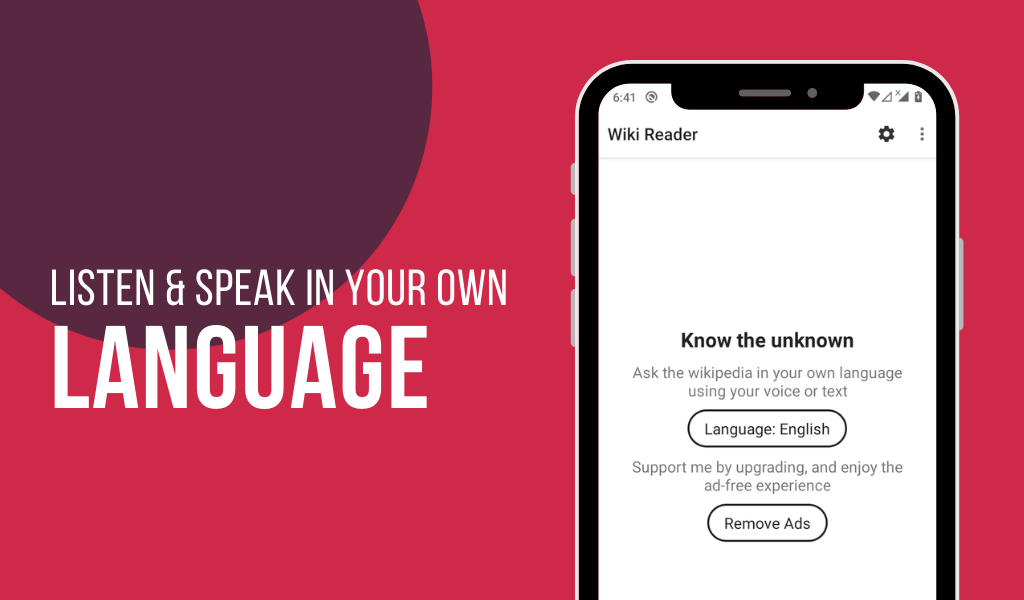 LISTEN & SPEAK IN YOUR OWN
LANGUAGE
6:41
Wiki Reader
Know the unknown
Ask the wikipedia in your own language
using your voice or text
Language: English
Support me by upgrading, and enjoy the
ad-free experience
Remove Ads